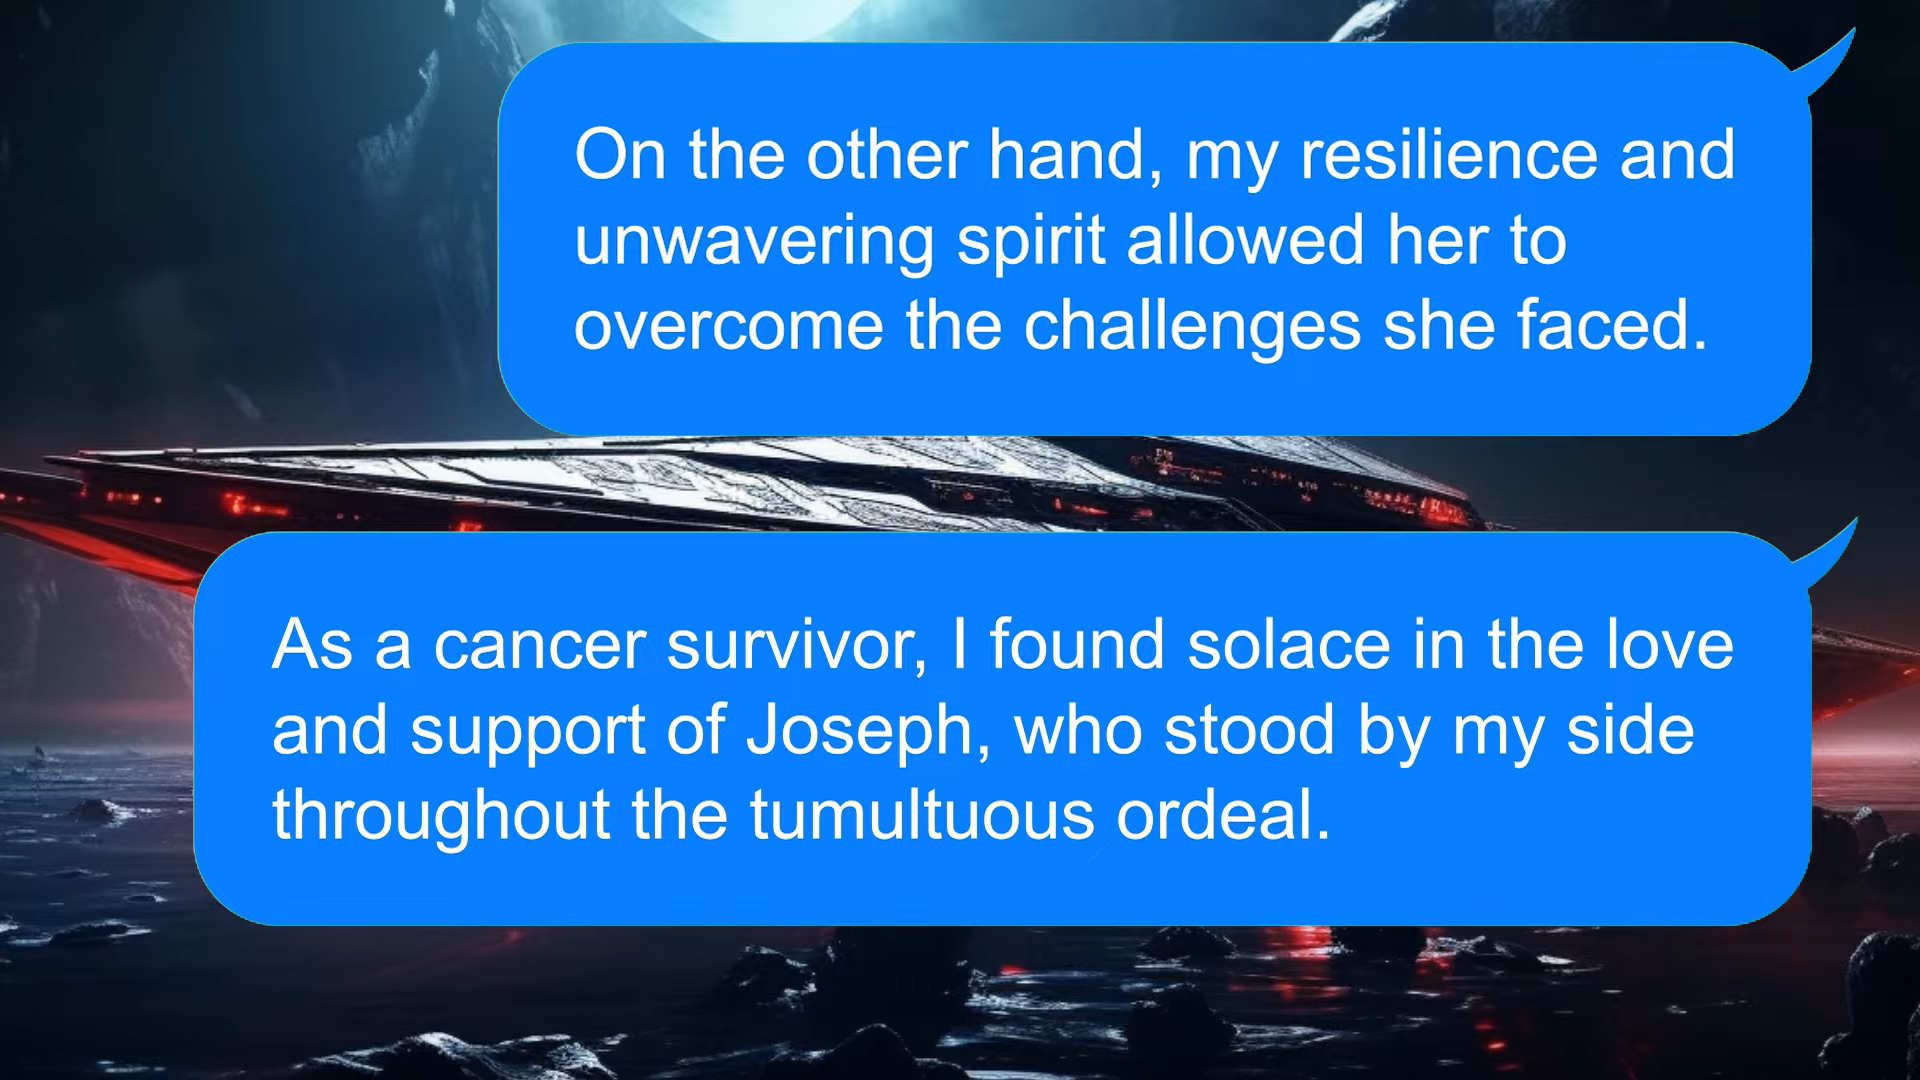 On the other hand, my resilience and
unwavering spirit allowed her to
overcome the challenges she faced.
As a cancer survivor, I found solace in the love
and support of Joseph, who stood by my side
throughout the tumultuous ordeal.